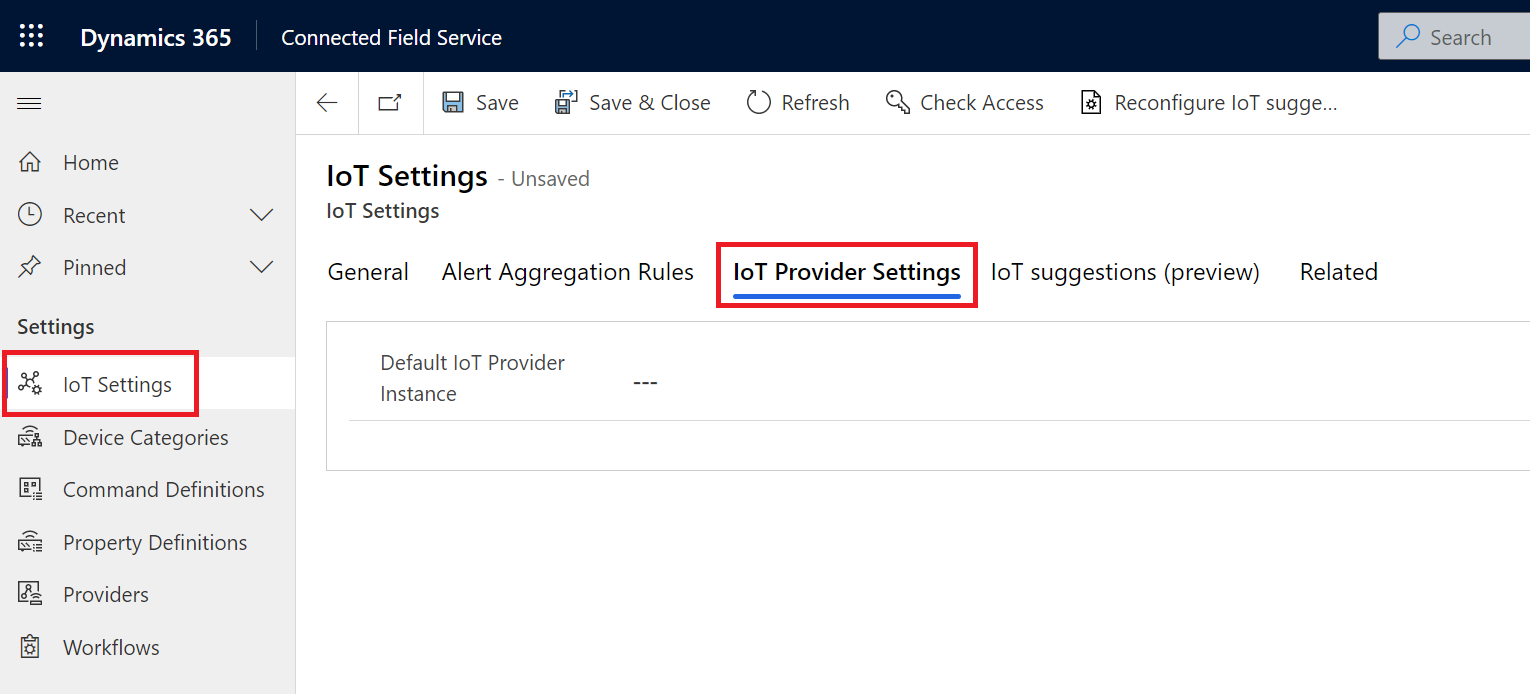 Dynamics 365
Connected Field Service
Search
Save
Save & Close
Refresh
Check Access
Reconfigure IoT sugge...
Home
Recent
Pinned
Settings
IoT Settings
Device Categories
Command Definitions
Property Definitions
Providers
Workflows
IoT Settings - Unsaved
IoT Settings
General
Alert Aggregation Rules
IoT Provider Settings
IoT suggestions (preview)
Related
Default IoT Provider
Instance
---